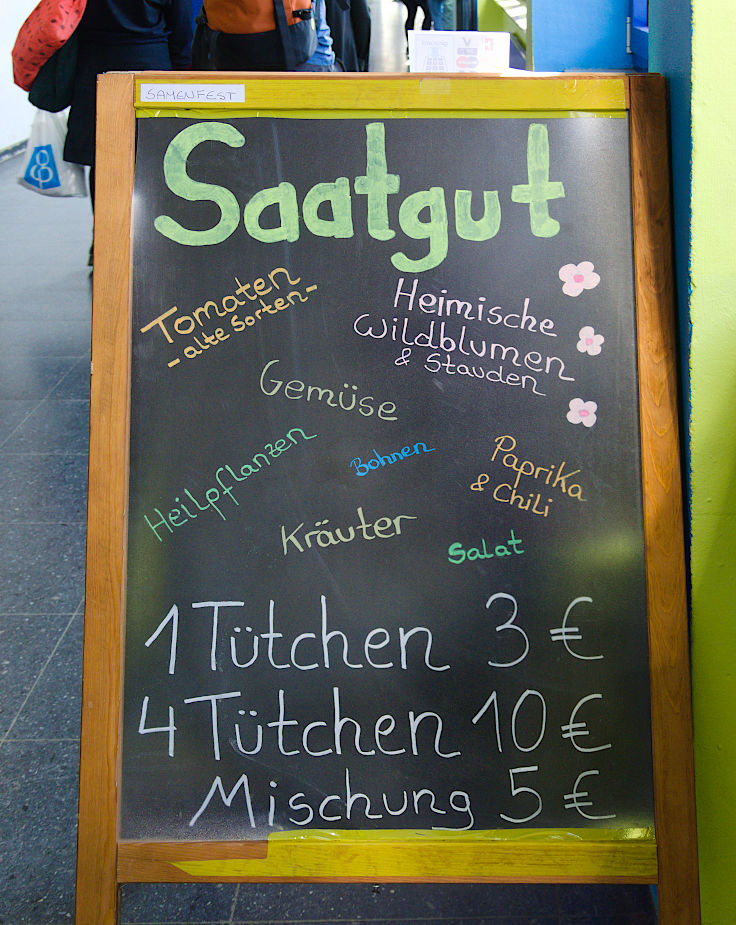 SAMENFEST
Saatgut
Tomaten
- alte Sorten -
Heimische
Wildblumen
& Stauden
Gemüse
Heilpflanzen
Bohnen
Paprika
& Chili
Kräuter
Salat
1 Tütchen 3 €
4 Tütchen 10 €
Mischung 5 €